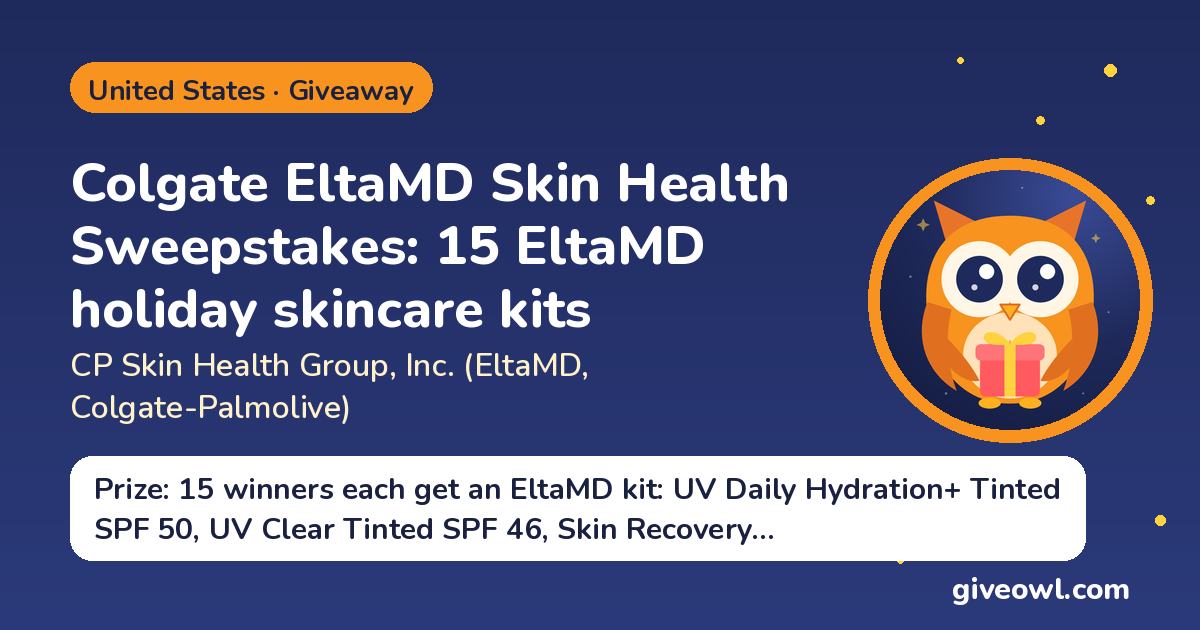 United States · Giveaway
Colgate EltaMD Skin Health
Sweepstakes: 15 EltaMD
holiday skincare kits
CP Skin Health Group, Inc. (EltaMD,
Colgate-Palmolive)
Prize: 15 winners each get an EltaMD kit: UV Daily Hydration+ Tinted
SPF 50, UV Clear Tinted SPF 46, Skin Recovery...
giveowl.com